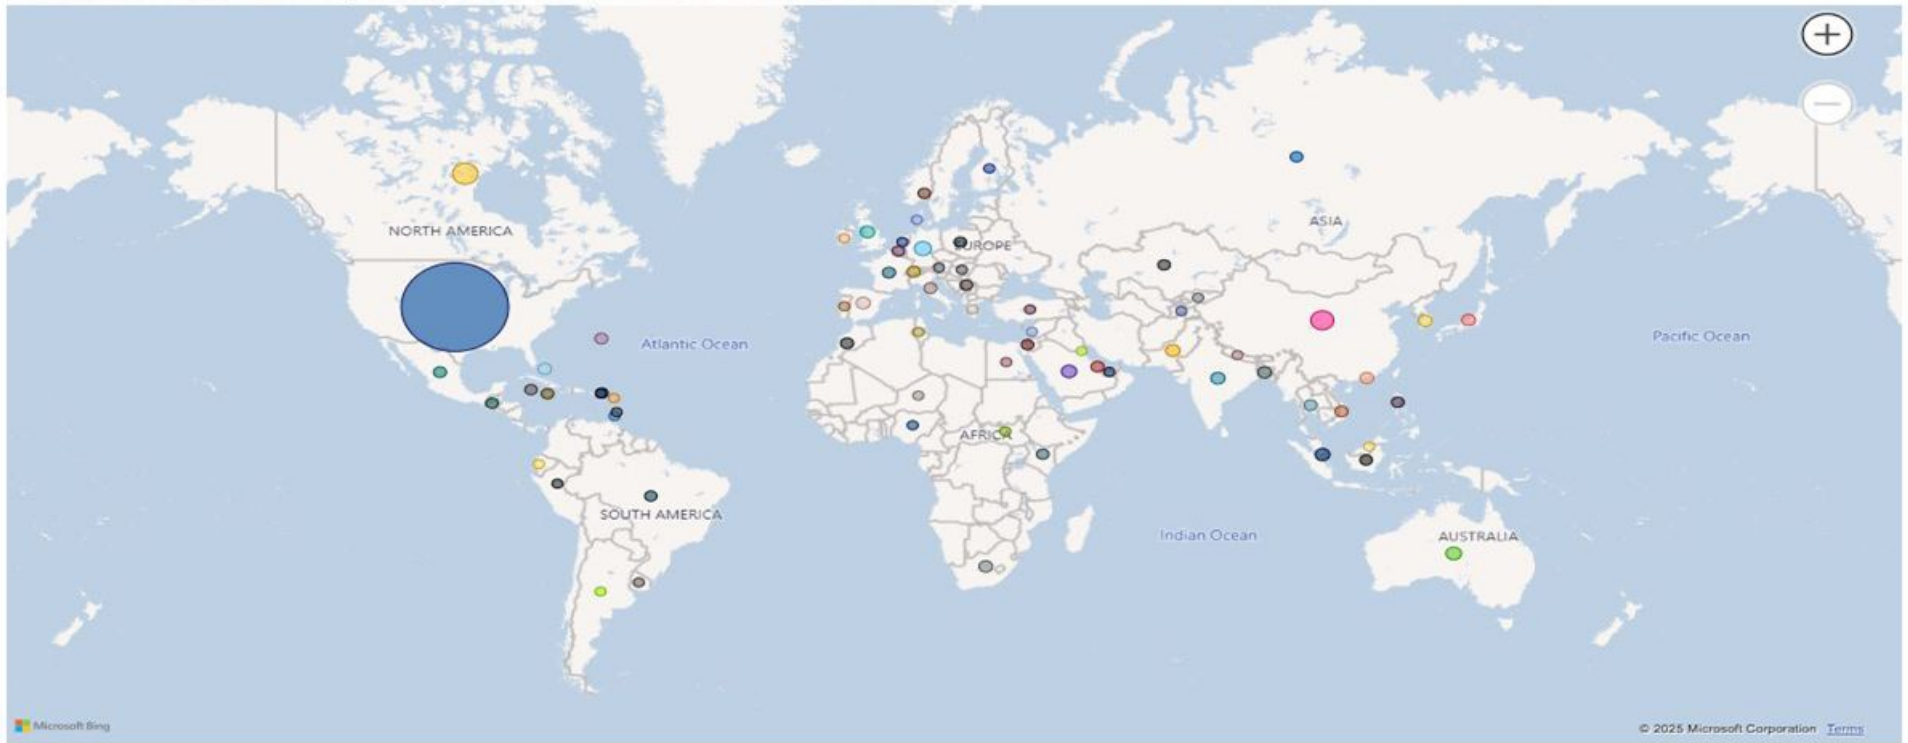 ASIA
NORTH AMERICA
EUROPE
Pacific Ocean
Atlantic Ocean
AFRICA
SOUTH AMERICA
Indian Ocean
AUSTRALIA
Microsoft Bing
© 2025 Microsoft Corporation Terms